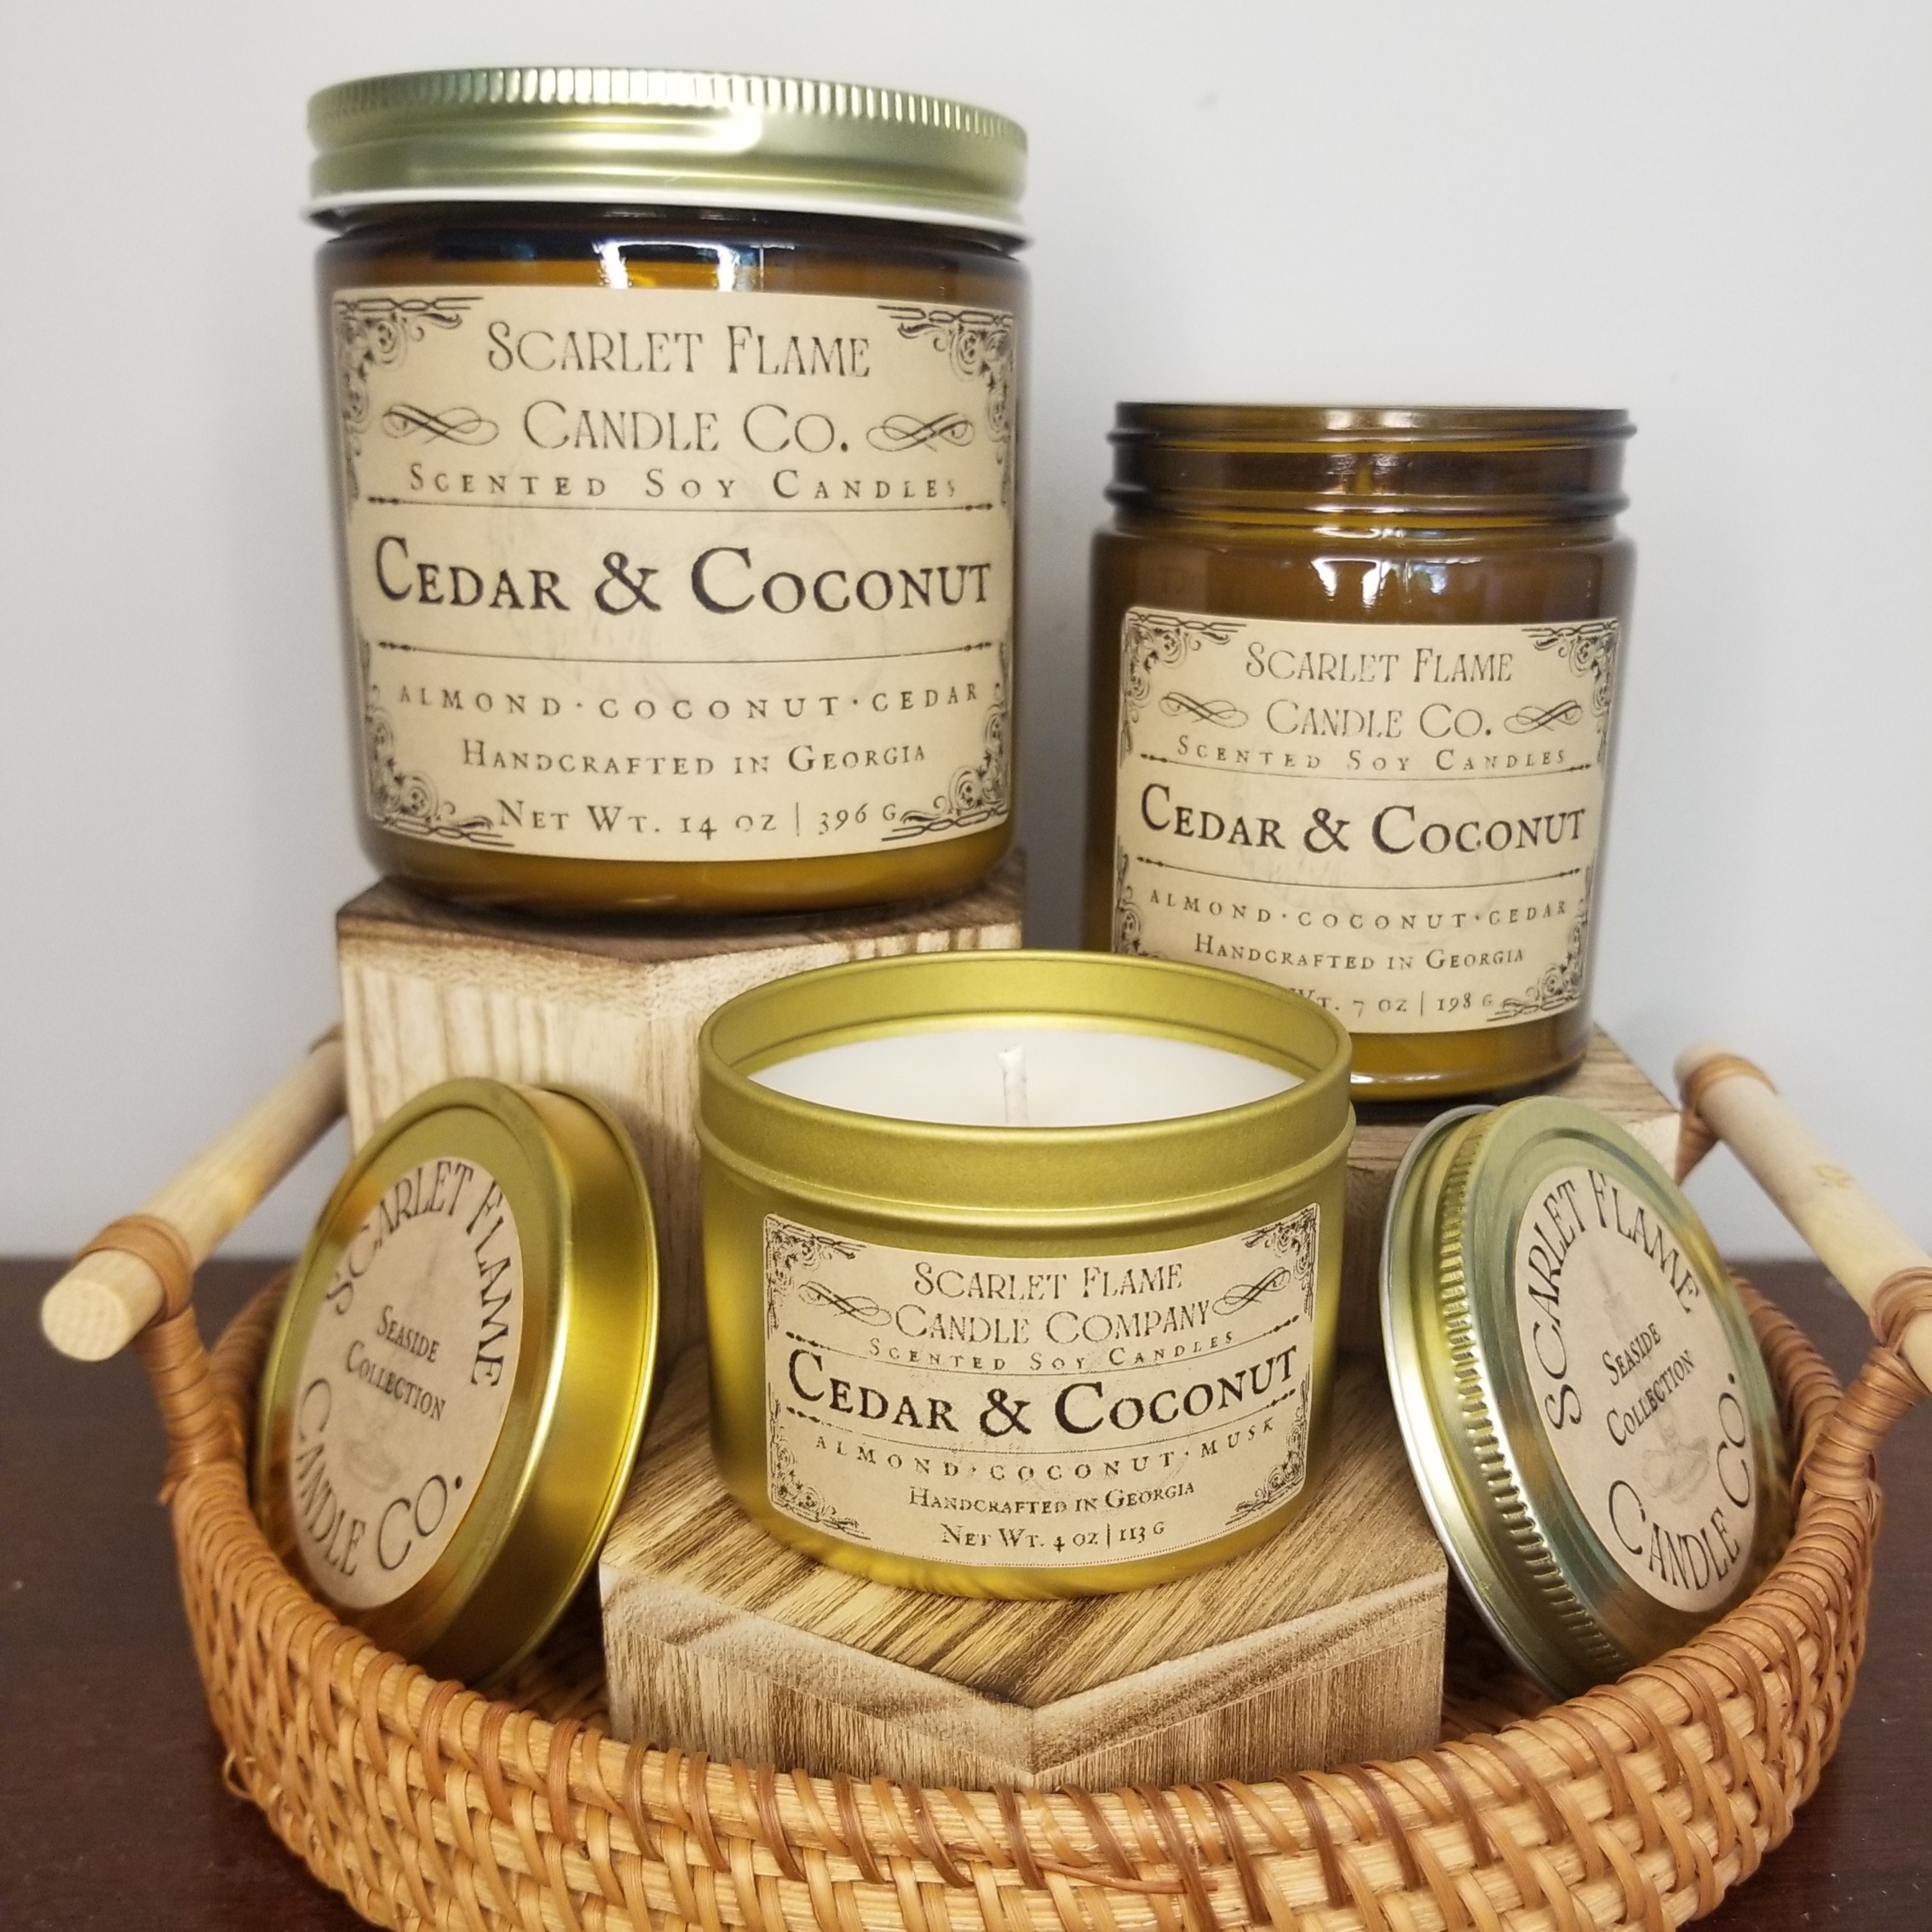 Scarlet Flame
Candle Co.
Scented Soy Candles
Cedar & Coconut
Almond·Coconut·Cedar
Handcrafted in Georgia
Net Wt. 14 oz | 396 g
Scarlet Flame
Candle Co.
Scented Soy Candles
Cedar & Coconut
Almond·Coconut·Cedar
Handcrafted in Georgia
Wt. 7 oz | 198 g
Scarlet Flame
Seaside
Collection
Candle Co.
Scarlet Flame
Candle Company
Scented Soy Candles
Cedar & Coconut
Almond·Coconut·Musk
Handcrafted in Georgia
Net Wt. 4 oz | 113 g
Scarlet Flame
Seaside
Collection
Candle Co.